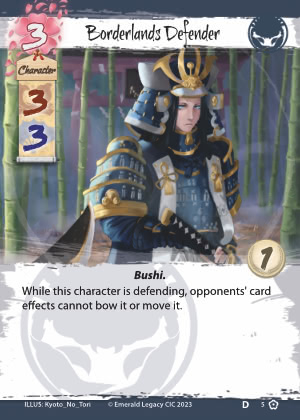 3
Borderlands Defender
Character
3
3
1
Bushi.
While this character is defending, opponents' card
effects cannot bow it or move it.
ILLUS: Kyoto_No_Tori © Emerald Legacy CIC 2023 D 5